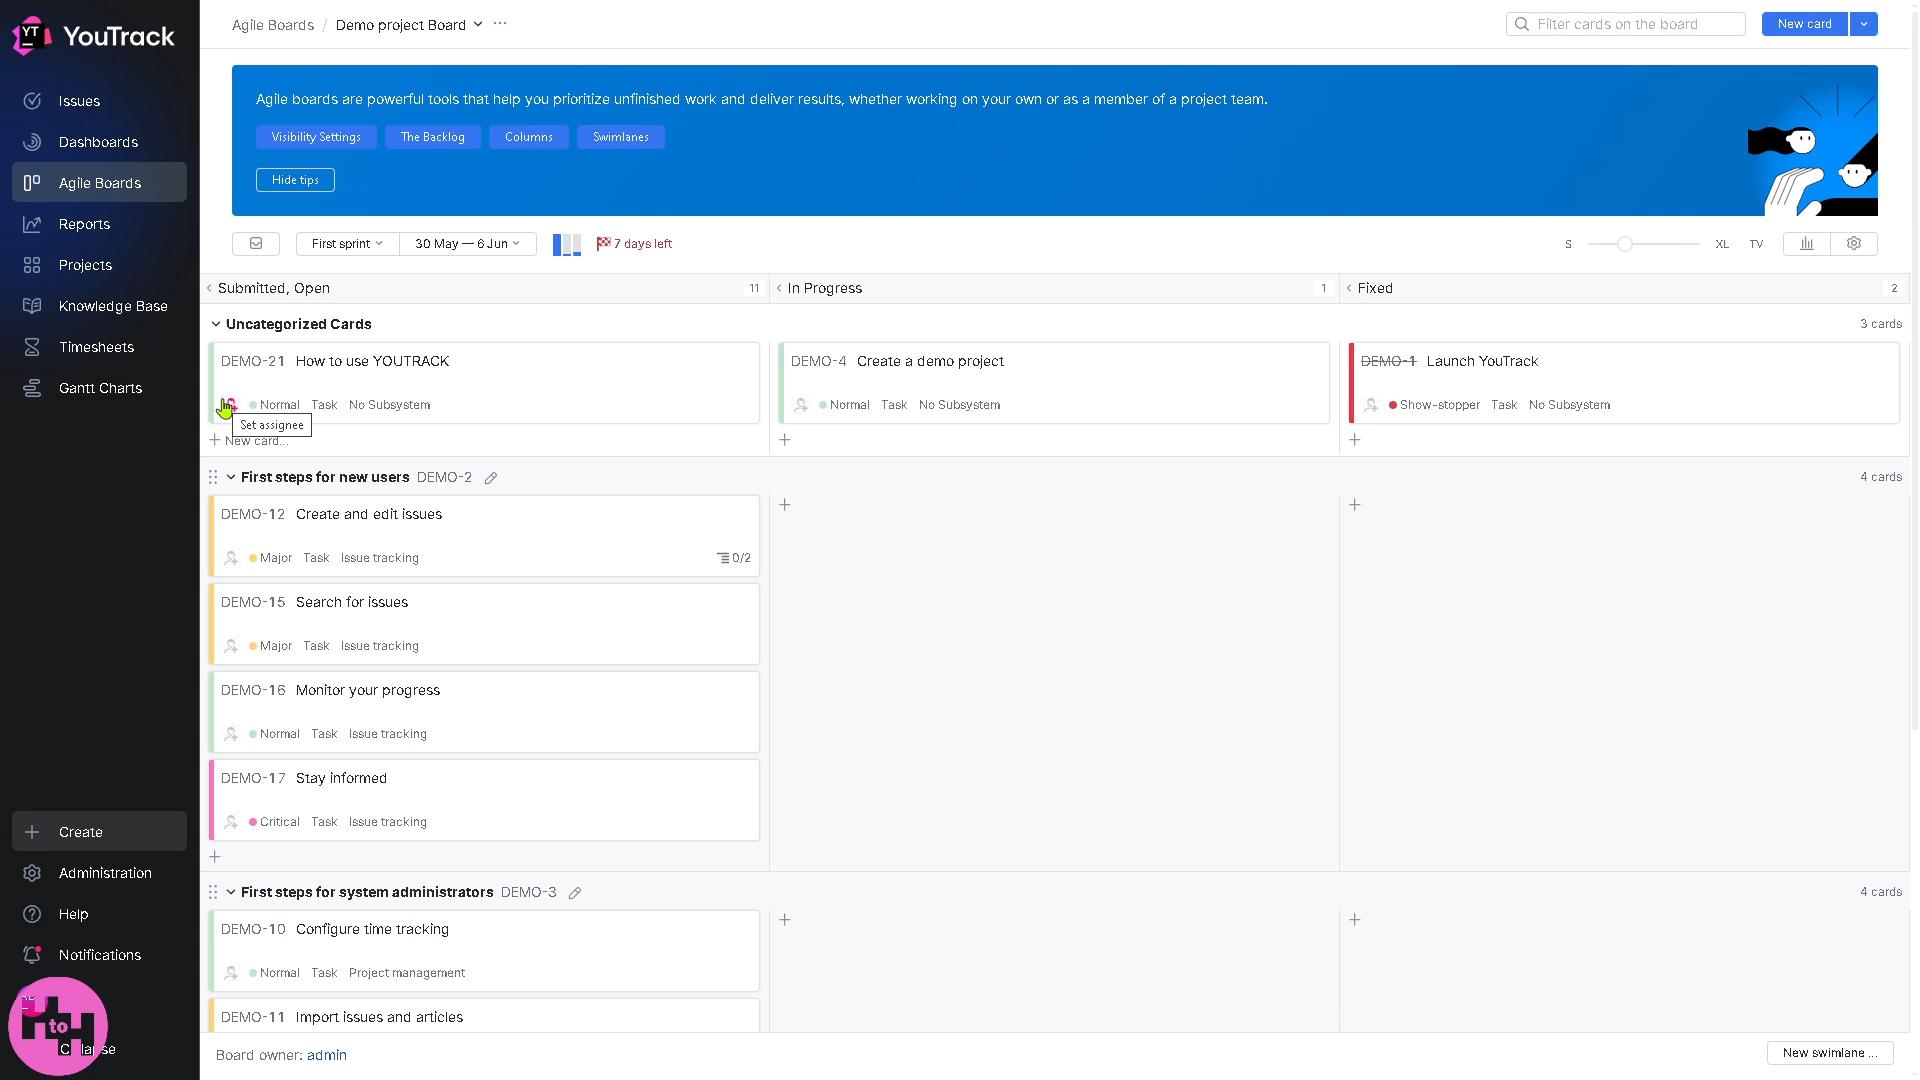 YT YouTrack
Issues
Dashboards
Agile Boards
Reports
Projects
Knowledge Base
Timesheets
Gantt Charts
Create
Administration
Help
Notifications
H to H
Agile Boards / Demo project Board ···
Filter cards on the board
New card
Agile boards are powerful tools that help you prioritize unfinished work and deliver results, whether working on your own or as a member of a project team.
Visibility Settings The Backlog Columns Swimlanes
Hide tips
First sprint 30 May — 6 Jun 7 days left S XL TV
Submitted, Open 11 In Progress 1 Fixed 2
Uncategorized Cards 3 cards
DEMO-21 How to use YOUTRACK
Normal Task No Subsystem
Set assignee
+ New card...
DEMO-4 Create a demo project
Normal Task No Subsystem
+
DEMO-1 Launch YouTrack
Show-stopper Task No Subsystem
+
First steps for new users DEMO-2 4 cards
DEMO-12 Create and edit issues
Major Task Issue tracking 0/2
DEMO-15 Search for issues
Major Task Issue tracking
DEMO-16 Monitor your progress
Normal Task Issue tracking
DEMO-17 Stay informed
Critical Task Issue tracking
+
First steps for system administrators DEMO-3 4 cards
DEMO-10 Configure time tracking
Normal Task Project management
DEMO-11 Import issues and articles
Board owner: admin
New swimlane ...